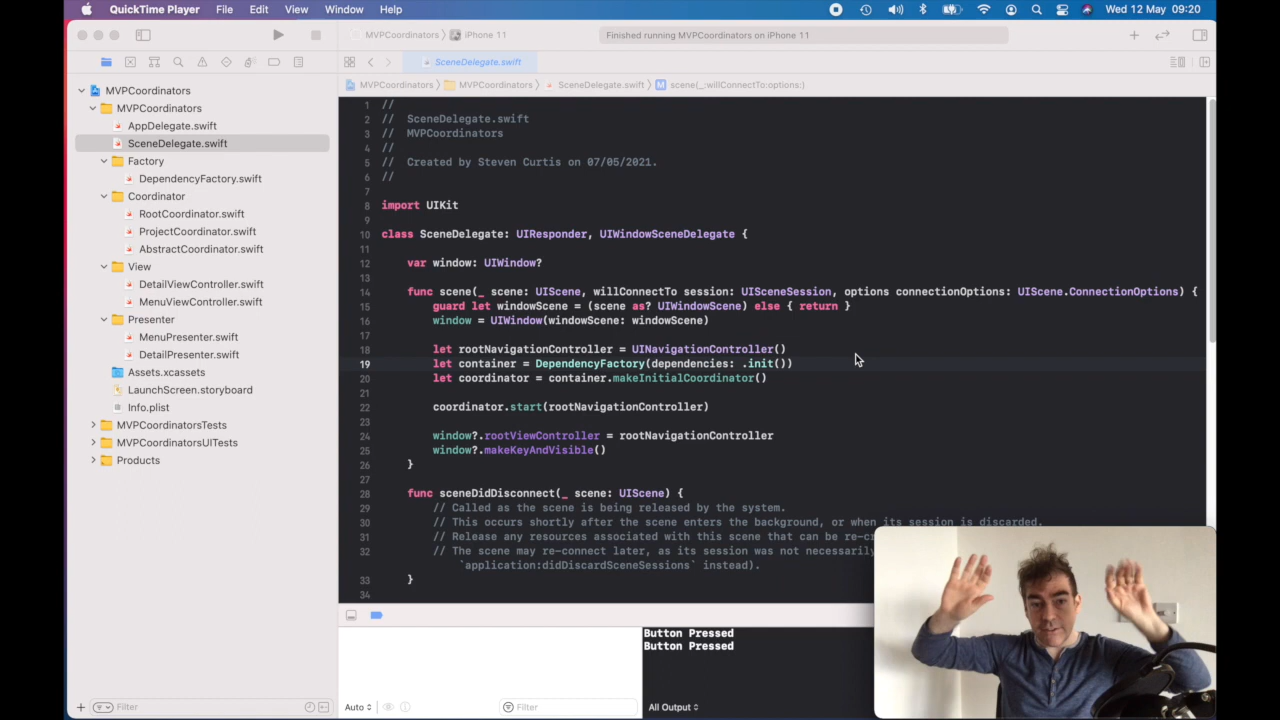 QuickTime Player File Edit View Window Help Wed 12 May 09:20
MVPCoordinators iPhone 11 Finished running MVPCoordinators on iPhone 11
SceneDelegate.swift
MVPCoordinators MVPCoordinators SceneDelegate.swift M scene(_:willConnectTo:options:)
MVPCoordinators
MVPCoordinators
AppDelegate.swift
SceneDelegate.swift
Factory
DependencyFactory.swift
Coordinator
RootCoordinator.swift
ProjectCoordinator.swift
AbstractCoordinator.swift
View
DetailViewController.swift
MenuViewController.swift
Presenter
MenuPresenter.swift
DetailPresenter.swift
Assets.xcassets
LaunchScreen.storyboard
Info.plist
MVPCoordinatorsTests
MVPCoordinatorsUITests
Products
Filter
1 //
2 // SceneDelegate.swift
3 // MVPCoordinators
4 //
5 // Created by Steven Curtis on 07/05/2021.
6 //
7
8 import UIKit
9
10 class SceneDelegate: UIResponder, UIWindowSceneDelegate {
11
12 var window: UIWindow?
13
14 func scene(_ scene: UIScene, willConnectTo session: UISceneSession, options connectionOptions: UIScene.ConnectionOptions) {
15 guard let windowScene = (scene as? UIWindowScene) else { return }
16 window = UIWindow(windowScene: windowScene)
17
18 let rootNavigationController = UINavigationController()
19 let container = DependencyFactory(dependencies: .init())
20 let coordinator = container.makeInitialCoordinator()
21
22 coordinator.start(rootNavigationController)
23
24 window?.rootViewController = rootNavigationController
25 window?.makeKeyAndVisible()
26 }
27
28 func sceneDidDisconnect(_ scene: UIScene) {
29 // Called as the scene is being released by the system.
30 // This occurs shortly after the scene enters the background, or when its session is discarded.
31 // Release any resources associated with this scene that can be re-cr
32 // The scene may re-connect later, as its session was not necessarily
`application:didDiscardSceneSessions` instead).
33 }
34
Button Pressed
Button Pressed
Auto Filter All Output